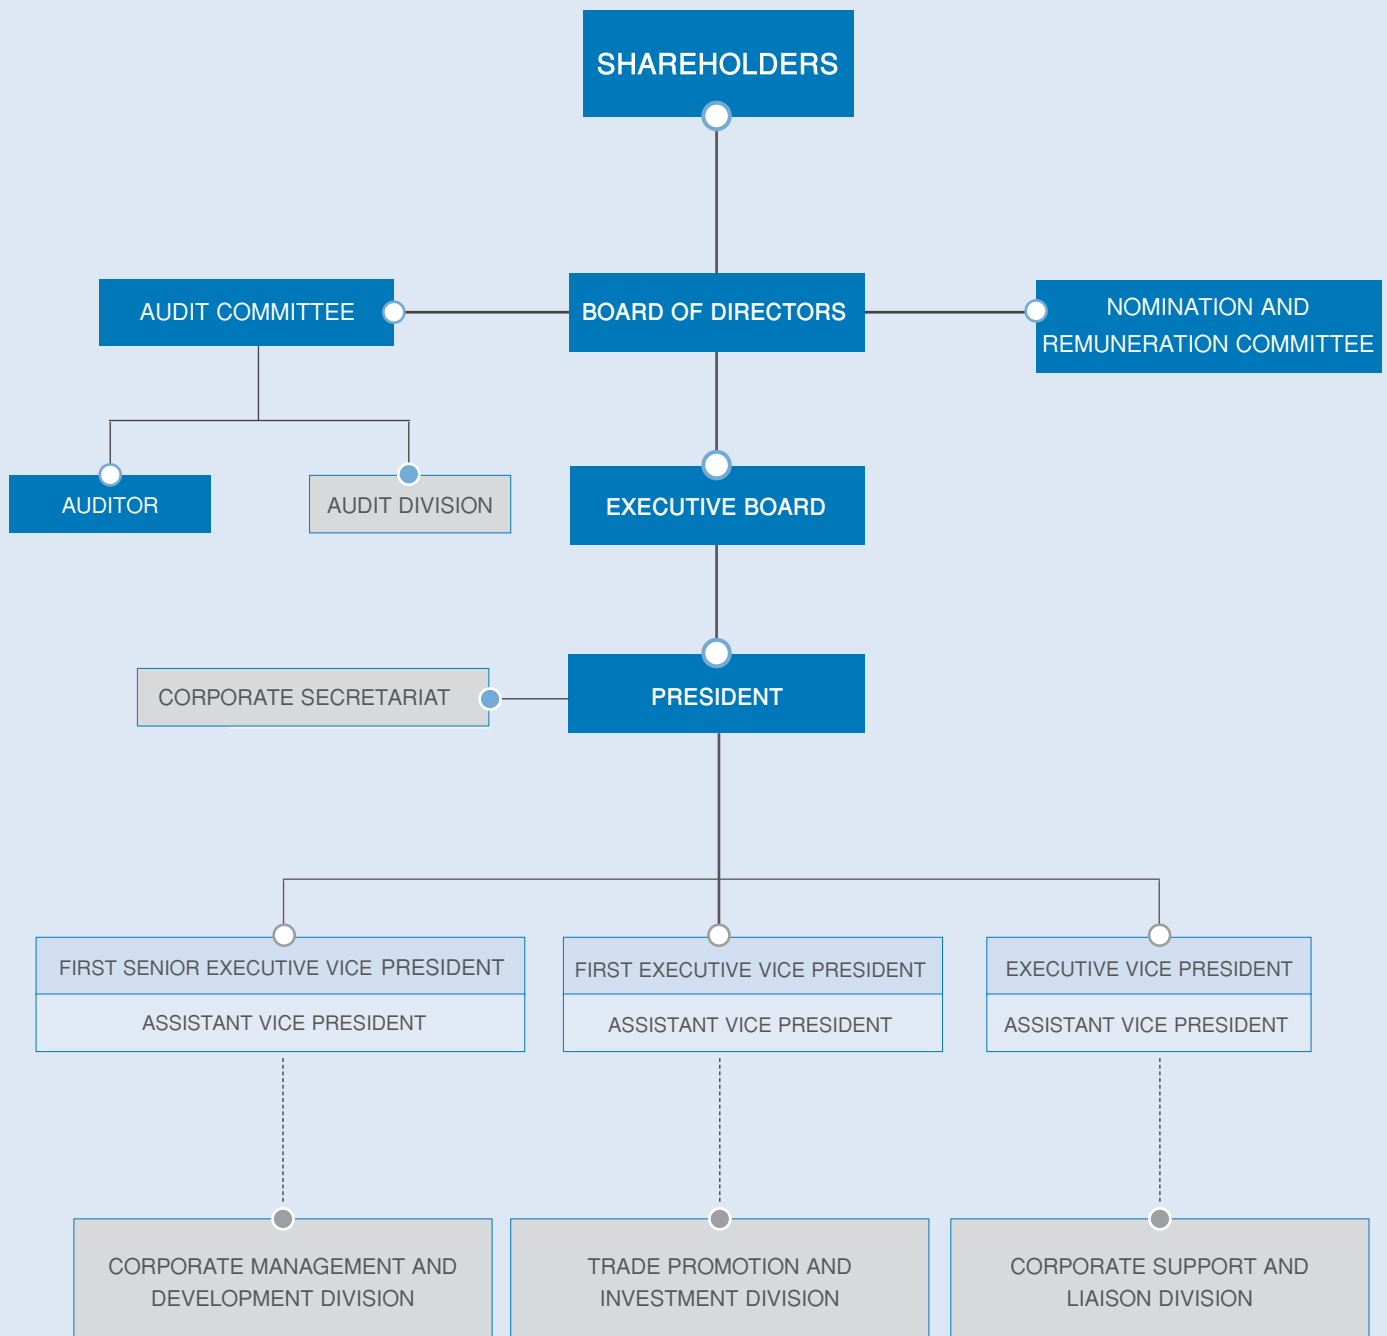 SHAREHOLDERS
AUDIT COMMITTEE
BOARD OF DIRECTORS
NOMINATION AND
REMUNERATION COMMITTEE
AUDITOR
AUDIT DIVISION
EXECUTIVE BOARD
CORPORATE SECRETARIAT
PRESIDENT
FIRST SENIOR EXECUTIVE VICE PRESIDENT
ASSISTANT VICE PRESIDENT
FIRST EXECUTIVE VICE PRESIDENT
ASSISTANT VICE PRESIDENT
EXECUTIVE VICE PRESIDENT
ASSISTANT VICE PRESIDENT
CORPORATE MANAGEMENT AND
DEVELOPMENT DIVISION
TRADE PROMOTION AND
INVESTMENT DIVISION
CORPORATE SUPPORT AND
LIAISON DIVISION